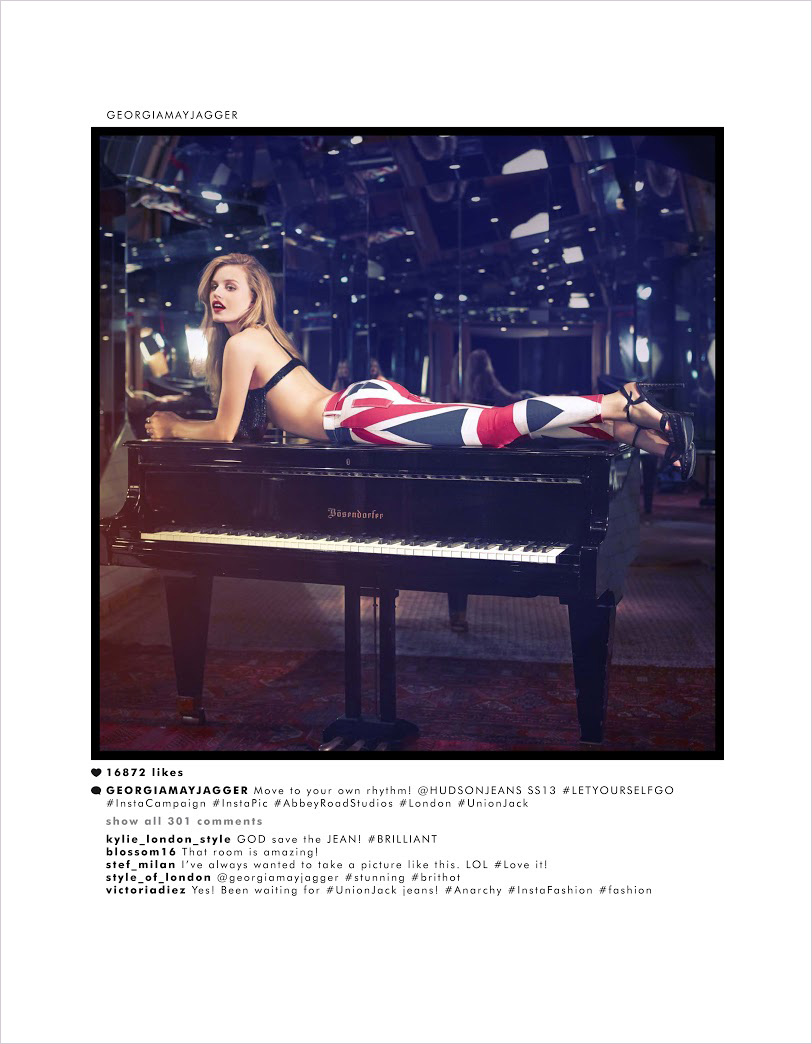 GEORGIAMAYJAGGER
Bösendorfer
16872 likes
GEORGIAMAYJAGGER Move to your own rhythm! @HUDSONJEANS SS13 #LETYOURSELFGO
#InstaCampaign #InstaPic #AbbeyRoadStudios #London #UnionJack
show all 301 comments
kylie_london_style GOD save the JEAN! #BRILLIANT
blossom16 That room is amazing!
stef_milan I've always wanted to take a picture like this. LOL #Love it!
style_of_london @georgiamayjagger #stunning #brithot
victoriadiez Yes! Been waiting for #UnionJack jeans! #Anarchy #InstaFashion #fashion